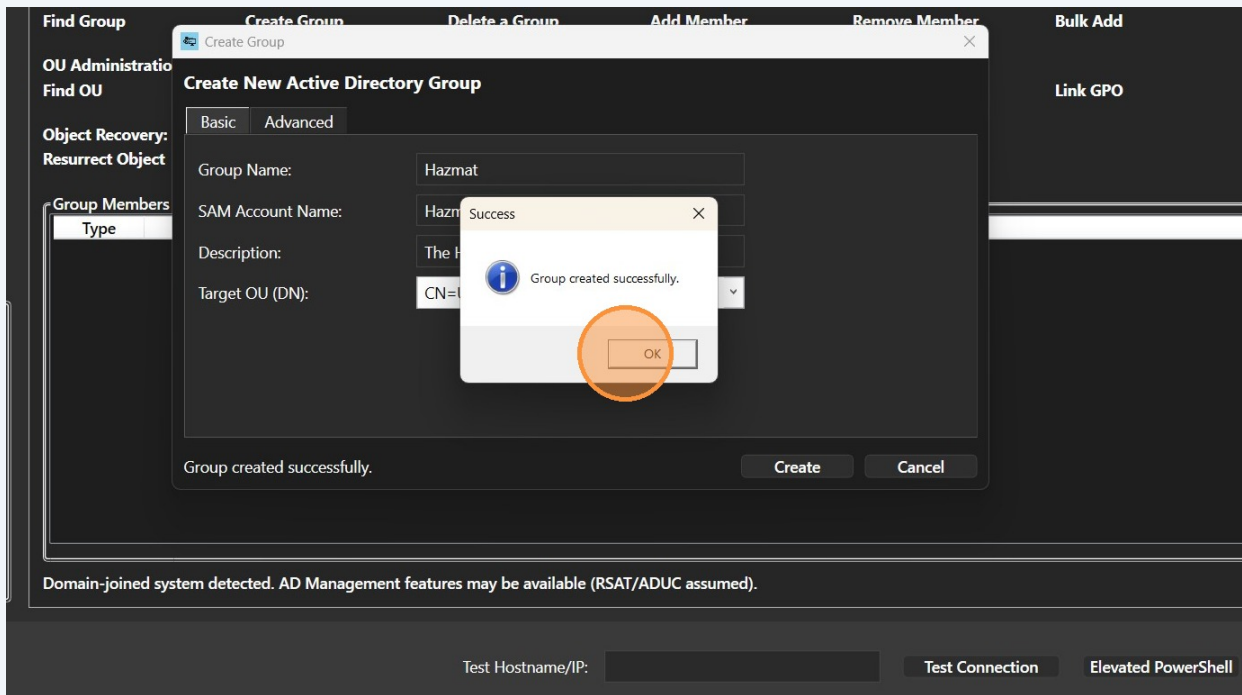 Find Group Create Group Delete a Group Add Member Remove Member Bulk Add
Create Group
OU Administratio
Find OU Link GPO
Create New Active Directory Group
Basic Advanced
Object Recovery:
Resurrect Object
Group Name: Hazmat
Group Members
SAM Account Name: Hazm
Type
Success
Description: The H
Group created successfully.
Target OU (DN): CN=U
OK
Group created successfully. Create Cancel
Domain-joined system detected. AD Management features may be available (RSAT/ADUC assumed).
Test Hostname/IP: Test Connection Elevated PowerShell